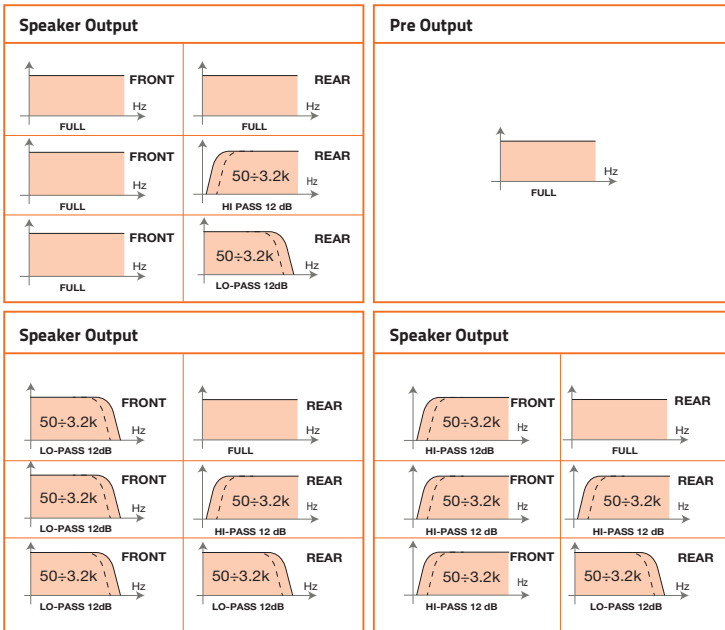 Speaker Output
FRONT
Hz
FULL
REAR
Hz
FULL
FRONT
Hz
FULL
REAR
50÷3.2k
Hz
HI PASS 12 dB
FRONT
Hz
FULL
REAR
50÷3.2k
Hz
LO-PASS 12dB
Pre Output
Hz
FULL
Speaker Output
FRONT
50÷3.2k
Hz
LO-PASS 12dB
REAR
Hz
FULL
FRONT
50÷3.2k
Hz
LO-PASS 12dB
REAR
50÷3.2k
Hz
HI-PASS 12 dB
FRONT
50÷3.2k
Hz
LO-PASS 12dB
REAR
50÷3.2k
Hz
LO-PASS 12dB
Speaker Output
FRONT
50÷3.2k
Hz
HI-PASS 12dB
REAR
Hz
FULL
FRONT
50÷3.2k
Hz
HI-PASS 12 dB
REAR
50÷3.2k
Hz
HI-PASS 12 dB
FRONT
50÷3.2k
Hz
HI-PASS 12 dB
REAR
50÷3.2k
Hz
LO-PASS 12dB